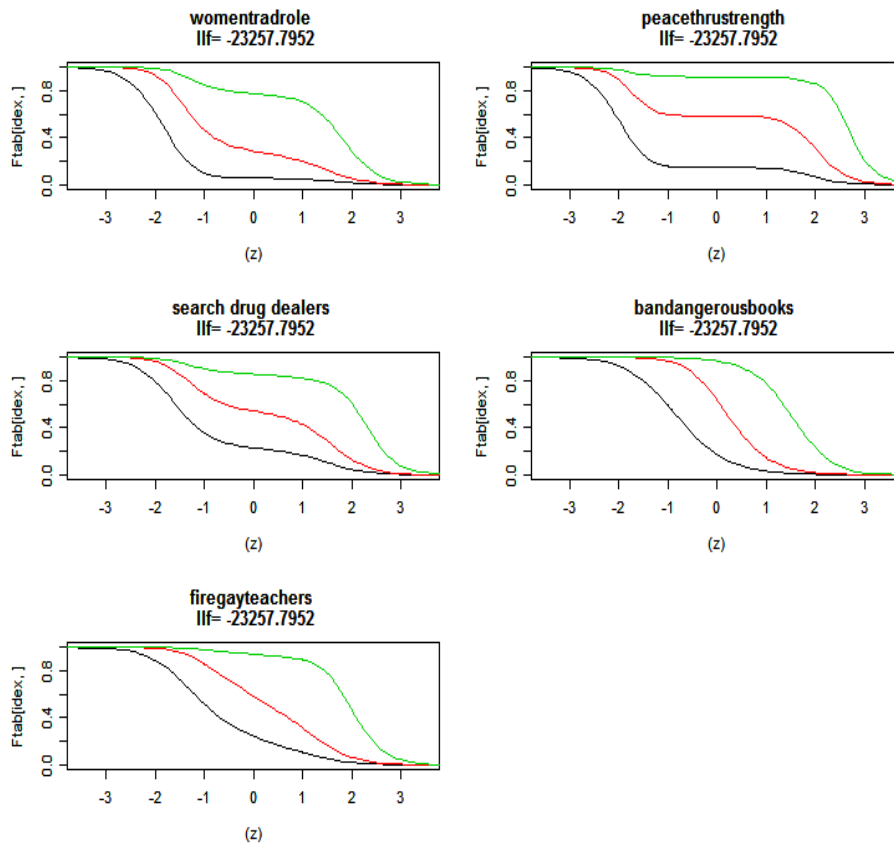 womentradrole
llf= -23257.7952
Ftab[idex, ]
0.0 0.4 0.8
-3 -2 -1 0 1 2 3
(z)
peacethrustrength
llf= -23257.7952
Ftab[idex, ]
0.0 0.4 0.8
-3 -2 -1 0 1 2 3
(z)
search drug dealers
llf= -23257.7952
Ftab[idex, ]
0.0 0.4 0.8
-3 -2 -1 0 1 2 3
(z)
bandangerousbooks
llf= -23257.7952
Ftab[idex, ]
0.0 0.4 0.8
-3 -2 -1 0 1 2 3
(z)
firegayteachers
llf= -23257.7952
Ftab[idex, ]
0.0 0.4 0.8
-3 -2 -1 0 1 2 3
(z)